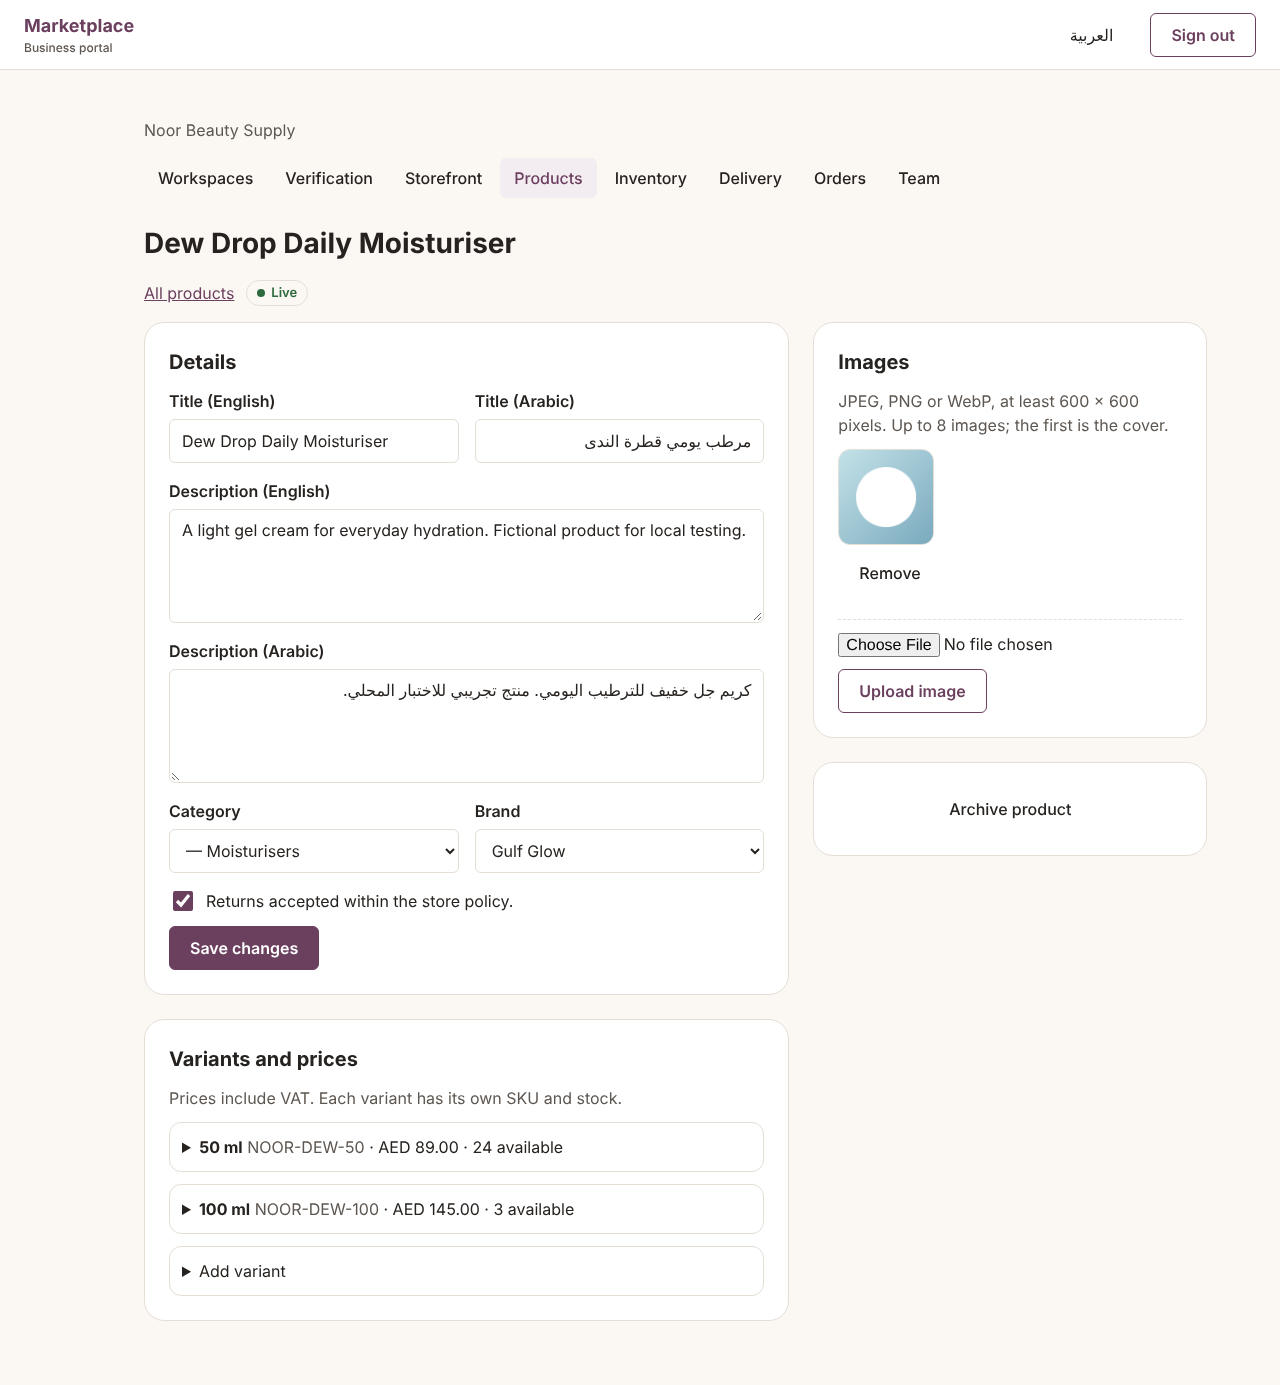 Marketplace
Business portal
العربية
Sign out
Noor Beauty Supply
Workspaces
Verification
Storefront
Products
Inventory
Delivery
Orders
Team
Dew Drop Daily Moisturiser
All products
Live
Details
Title (English)
Title (Arabic)
Dew Drop Daily Moisturiser
مرطب يومي قطرة الندى
Description (English)
A light gel cream for everyday hydration. Fictional product for local testing.
Description (Arabic)
كريم جل خفيف للترطيب اليومي. منتج تجريبي للاختبار المحلي.
Category
Brand
— Moisturisers
Gulf Glow
Returns accepted within the store policy.
Save changes
Variants and prices
Prices include VAT. Each variant has its own SKU and stock.
50 ml NOOR-DEW-50 · AED 89.00 · 24 available
100 ml NOOR-DEW-100 · AED 145.00 · 3 available
Add variant
Images
JPEG, PNG or WebP, at least 600 × 600
pixels. Up to 8 images; the first is the cover.
Remove
Choose File No file chosen
Upload image
Archive product